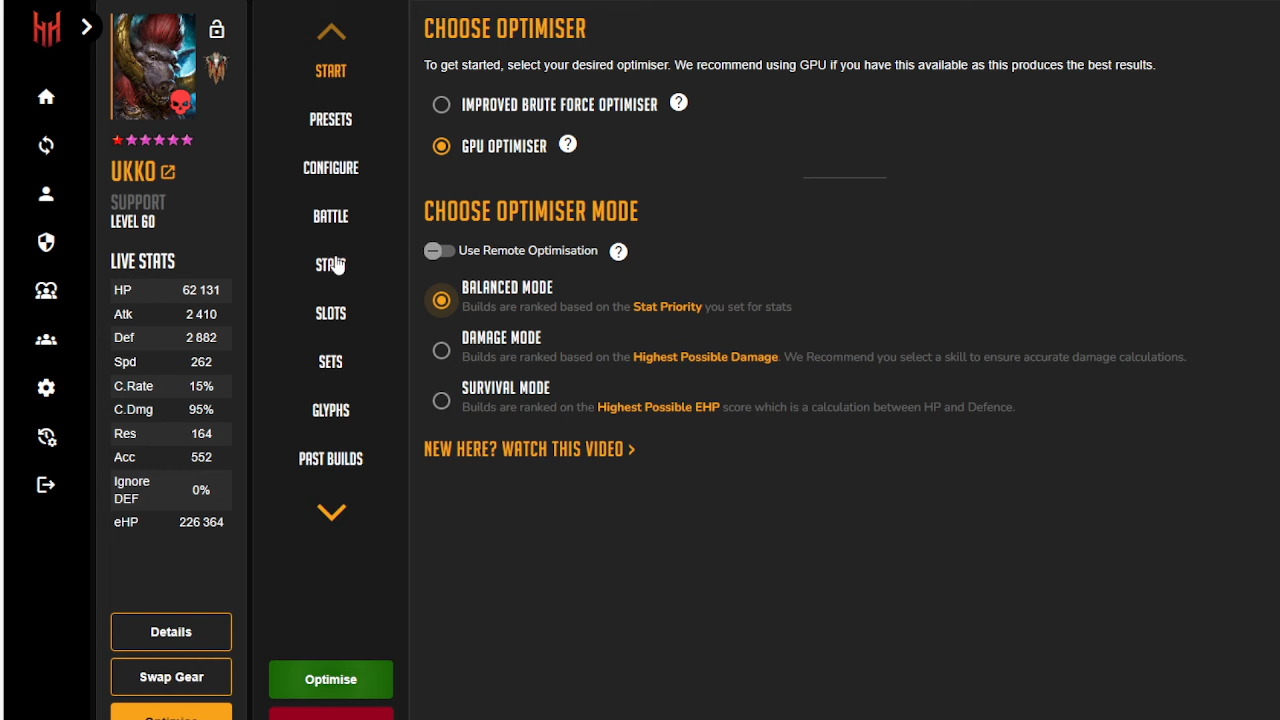 UKKO
SUPPORT
LEVEL 60
LIVE STATS
HP 62 131
Atk 2 410
Def 2 882
Spd 262
C.Rate 15%
C.Dmg 95%
Res 164
Acc 552
Ignore DEF 0%
eHP 226 364
Details
Swap Gear
START
PRESETS
CONFIGURE
BATTLE
SLOTS
SETS
GLYPHS
PAST BUILDS
Optimise
CHOOSE OPTIMISER
To get started, select your desired optimiser. We recommend using GPU if you have this available as this produces the best results.
IMPROVED BRUTE FORCE OPTIMISER ?
GPU OPTIMISER ?
CHOOSE OPTIMISER MODE
Use Remote Optimisation ?
BALANCED MODE
Builds are ranked based on the Stat Priority you set for stats
DAMAGE MODE
Builds are ranked based on the Highest Possible Damage. We Recommend you select a skill to ensure accurate damage calculations.
SURVIVAL MODE
Builds are ranked on the Highest Possible EHP score which is a calculation between HP and Defence.
NEW HERE? WATCH THIS VIDEO >